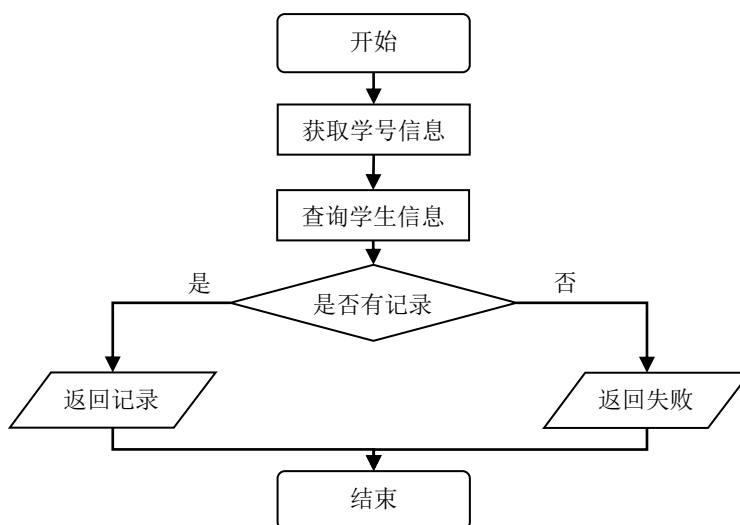 开始
获取学号信息
查询学生信息
是
否
是否有记录
返回记录
返回失败
结束